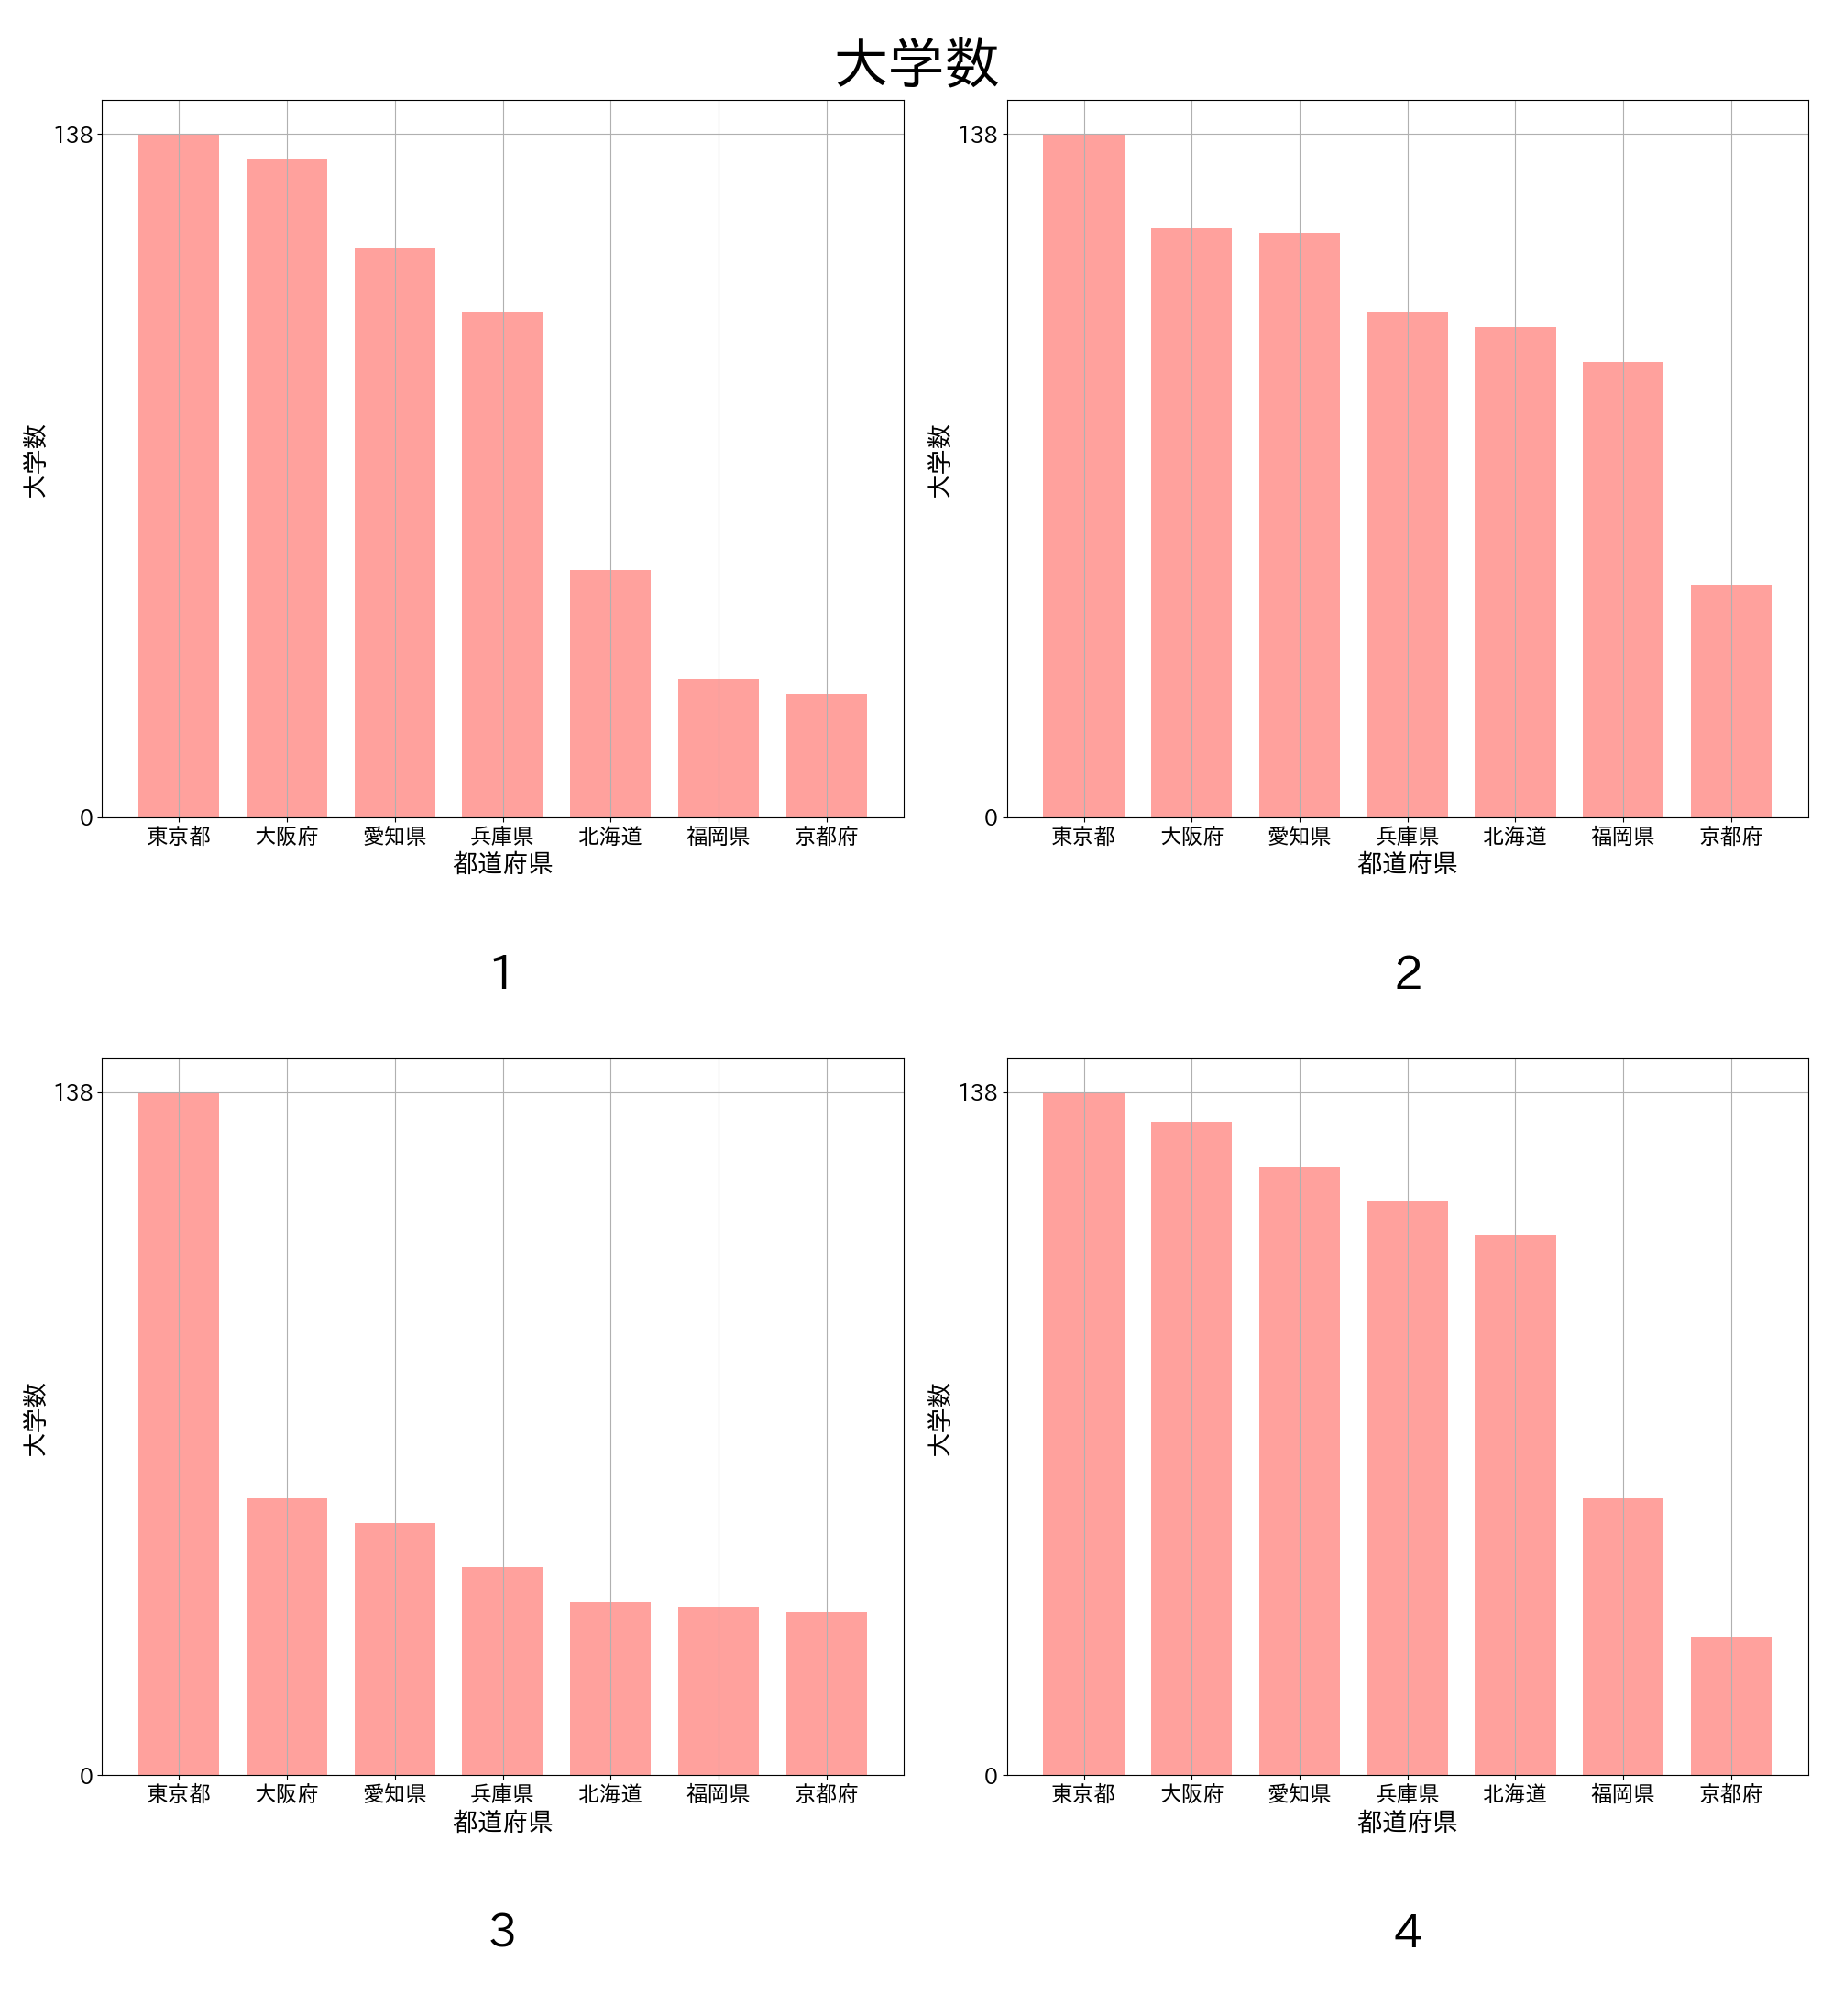 大学数
138
0
大学数
東京都 大阪府 愛知県 兵庫県 北海道 福岡県 京都府
都道府県
1
138
0
大学数
東京都 大阪府 愛知県 兵庫県 北海道 福岡県 京都府
都道府県
2
138
0
大学数
東京都 大阪府 愛知県 兵庫県 北海道 福岡県 京都府
都道府県
3
138
0
大学数
東京都 大阪府 愛知県 兵庫県 北海道 福岡県 京都府
都道府県
4